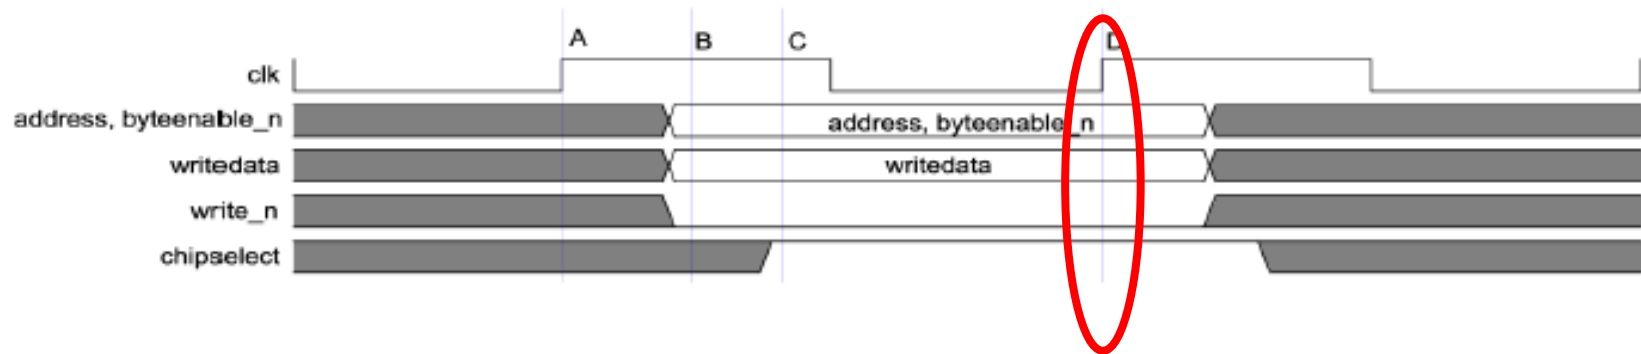 A B C D
clk
address, byteenable_n address, byteenable_n
writedata writedata
write_n
chipselect